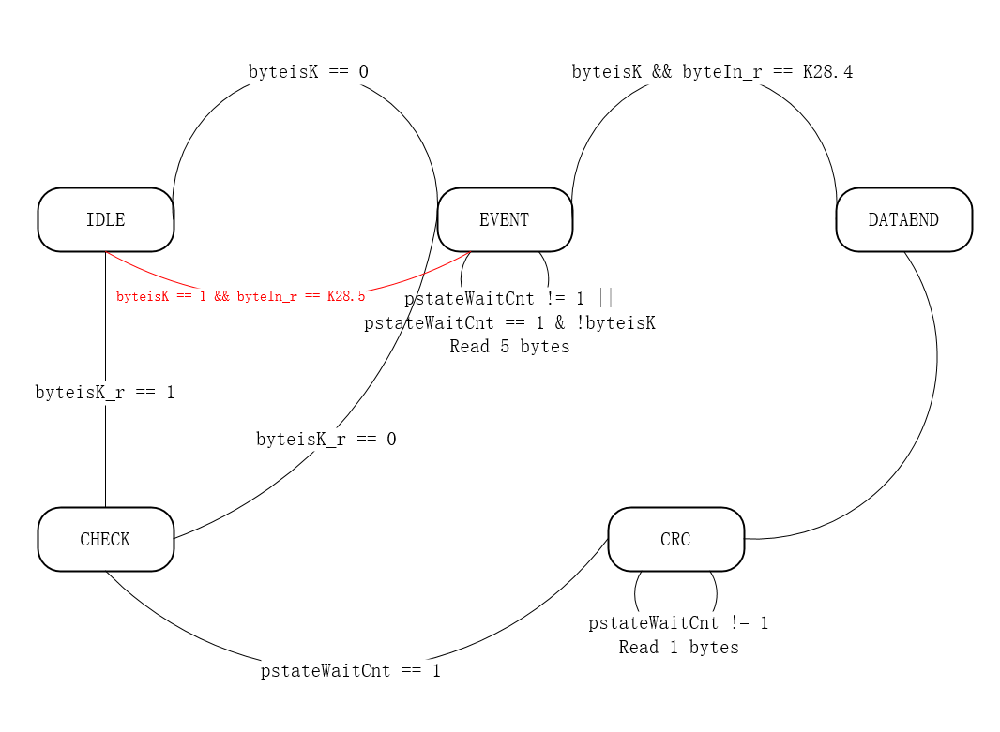 byteisK == 0
byteisK && byteIn_r == K28.4
IDLE
EVENT
DATAEND
byteisK == 1 && byteIn_r == K28.5
pstateWaitCnt != 1 ||
pstateWaitCnt == 1 & !byteisK
Read 5 bytes
byteisK_r == 1
byteisK_r == 0
CHECK
CRC
pstateWaitCnt != 1
Read 1 bytes
pstateWaitCnt == 1